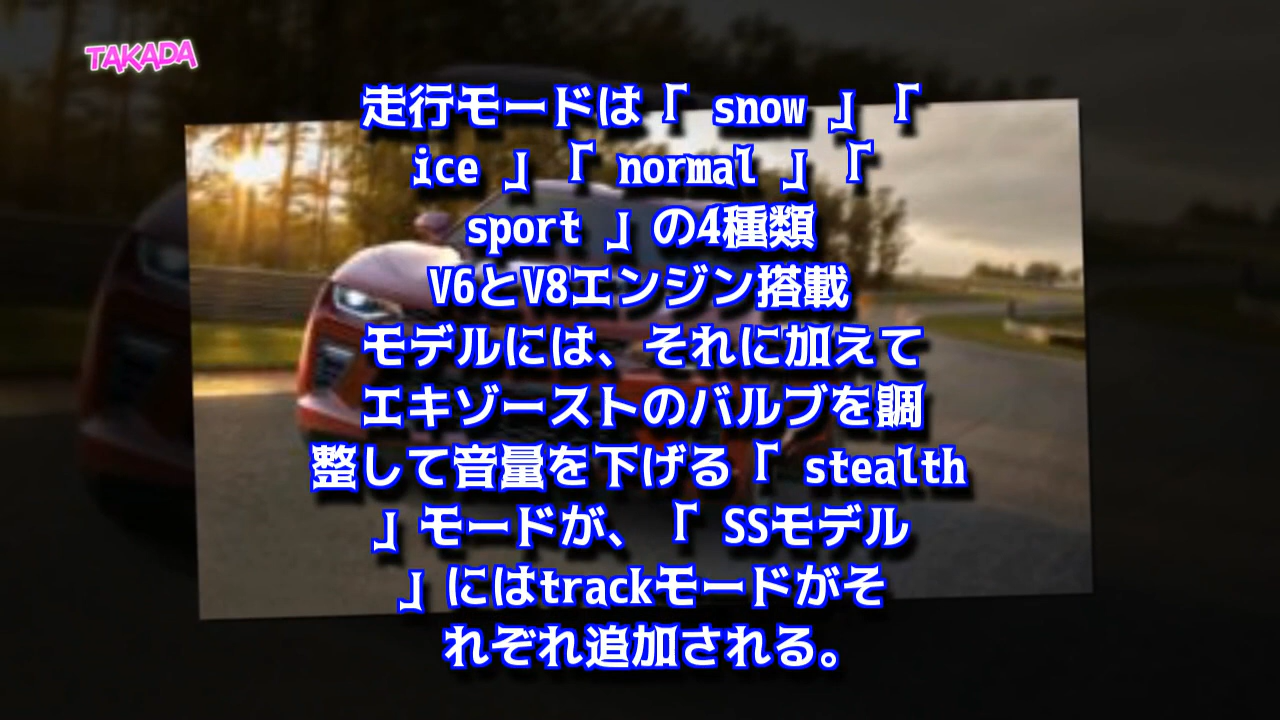 TAKADA
走行モードは「 snow 」「
ice 」「 normal 」「
sport 」の4種類
V6とV8エンジン搭載
モデルには、それに加えて
エキゾーストのバルブを調
整して音量を下げる「 stealth
」モードが、「 SSモデル
」にはtrackモードがそ
れぞれ追加される。